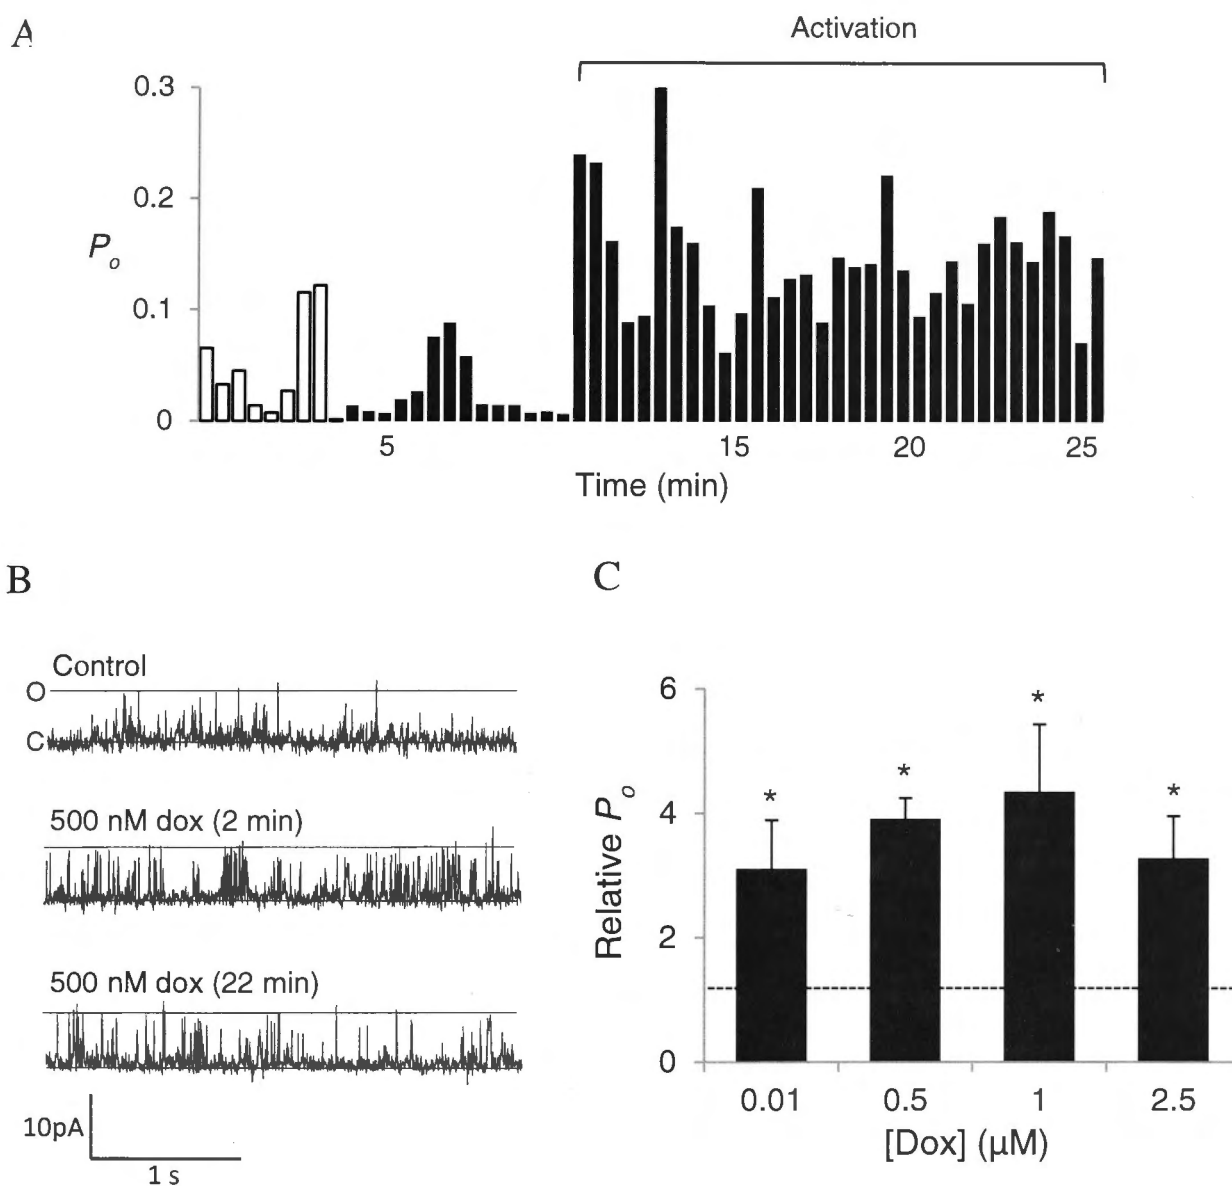 A
Activation
0.3
0.2
0.1
0
Po
5
15
20
25
Time (min)
B
Control
O
C
500 nM dox (2 min)
500 nM dox (22 min)
10pA
1 s
C
6
4
2
0
Relative Po
*
*
*
*
0.01
0.5
1
2.5
[Dox] (μM)